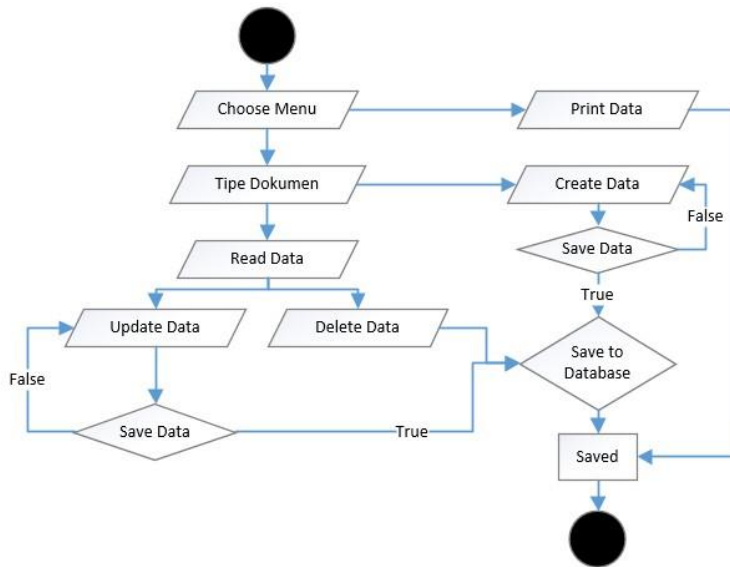 Choose Menu
Print Data
Tipe Dokumen
Create Data
False
Read Data
Save Data
True
Update Data
Delete Data
Save to
Database
False
Save Data
True
Saved